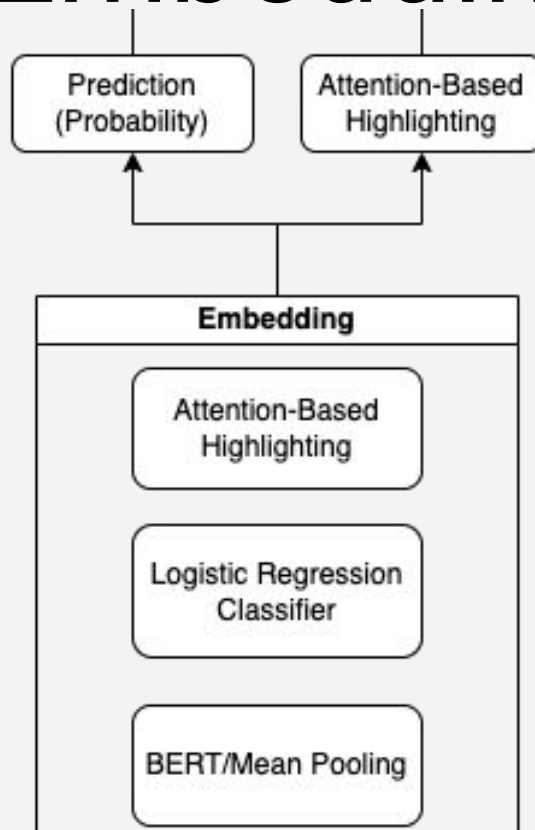 Prediction
(Probability)
Attention-Based
Highlighting
Embedding
Attention-Based
Highlighting
Logistic Regression
Classifier
BERT/Mean Pooling